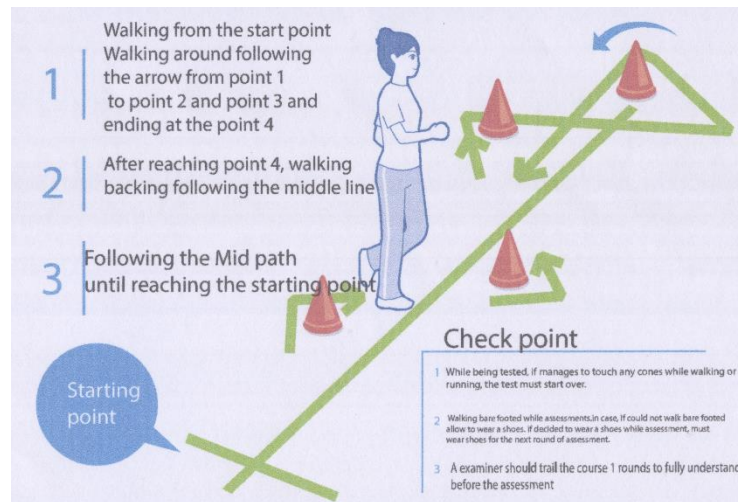 1
Walking from the start point
Walking around following
the arrow from point 1
to point 2 and point 3 and
ending at the point 4
2
After reaching point 4, walking
backing following the middle line
3
Following the Mid path
until reaching the starting point
Starting
point
Check point
1 While being tested, if manages to touch any cones while walking or
running, the test must start over.
2 Walking bare footed while assessments.in case, If could not walk bare footed
allow to wear a shoes. if decided to wear a shoes while assessment, must
wear shoes for the next round of assessment.
3 A examiner should trail the course 1 rounds to fully understand
before the assessment